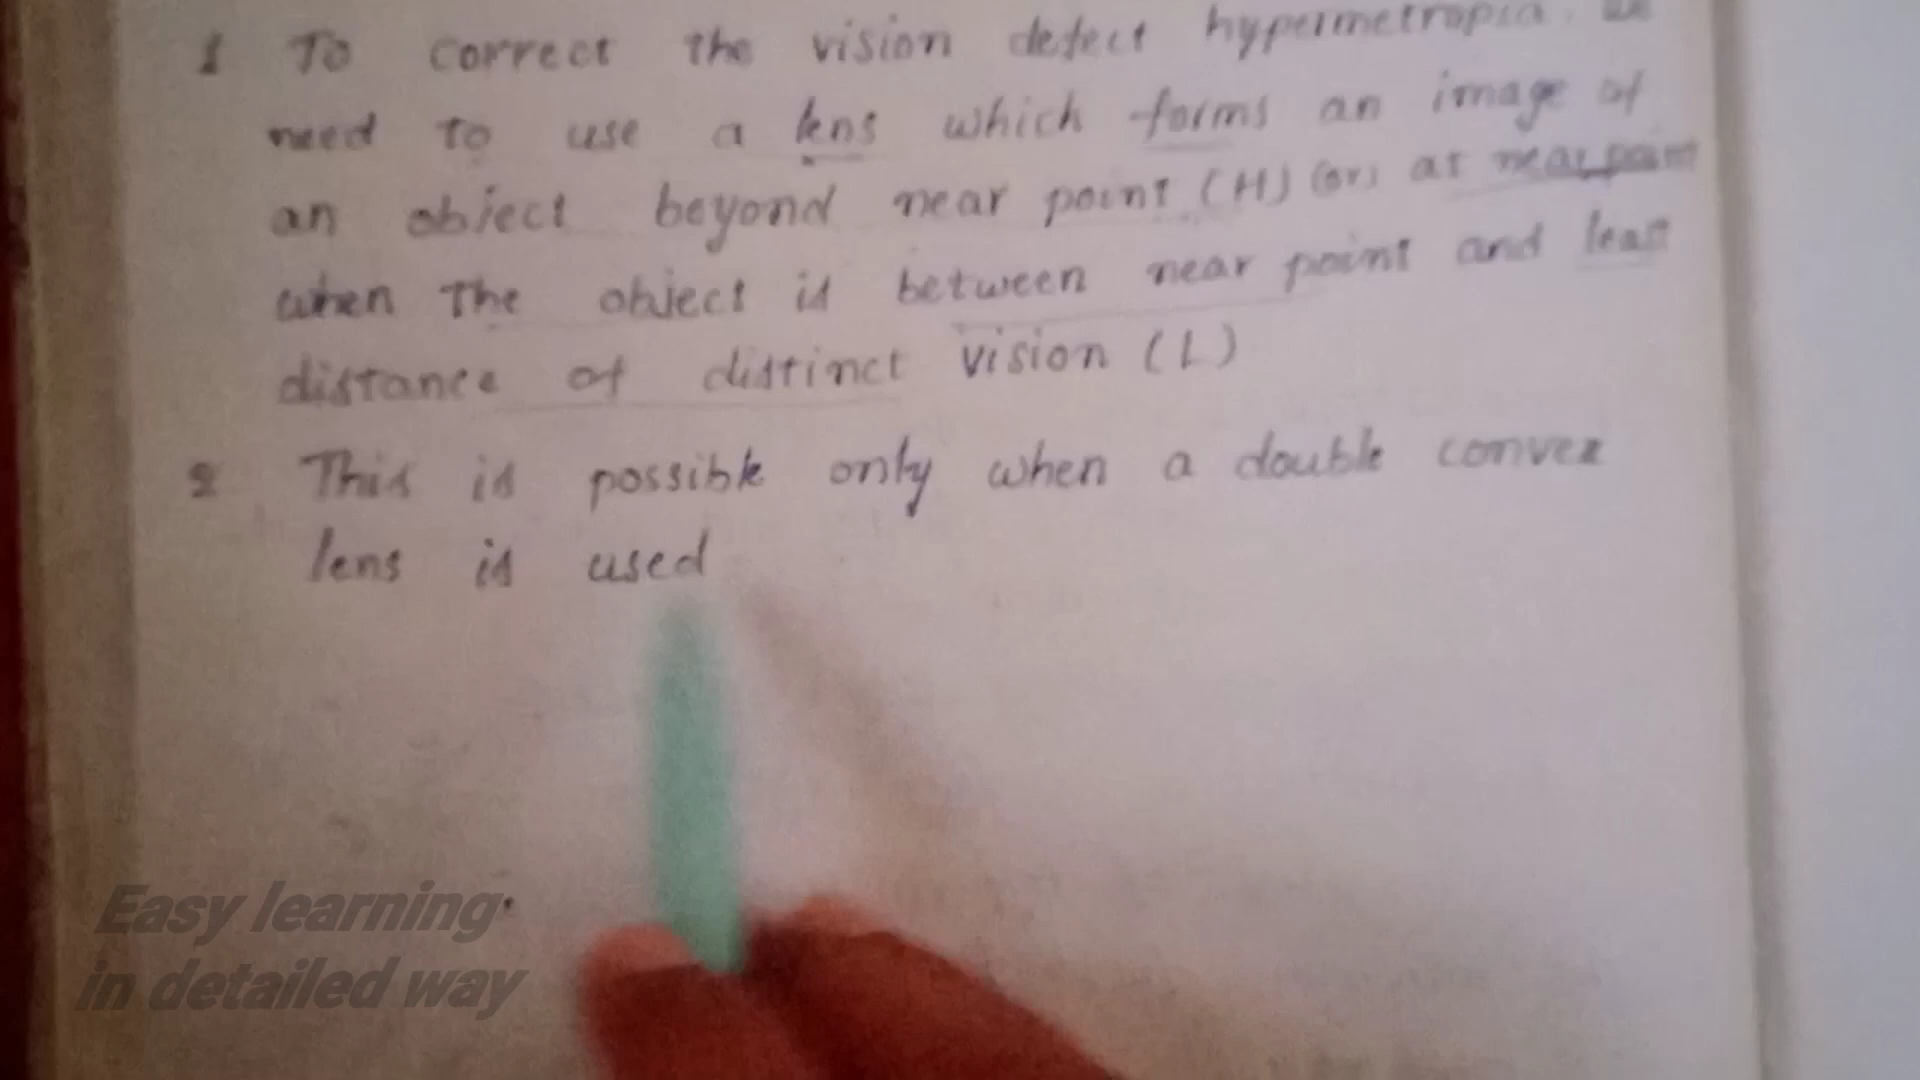 1 To correct the vision defect hypermetropia we
need to use a lens which forms an image of
an object beyond near point (H) (or) at near point
when The object is between near point and least
distance of distinct vision (L)
2 This is possible only when a double convex
lens is used
Easy learning
in detailed way